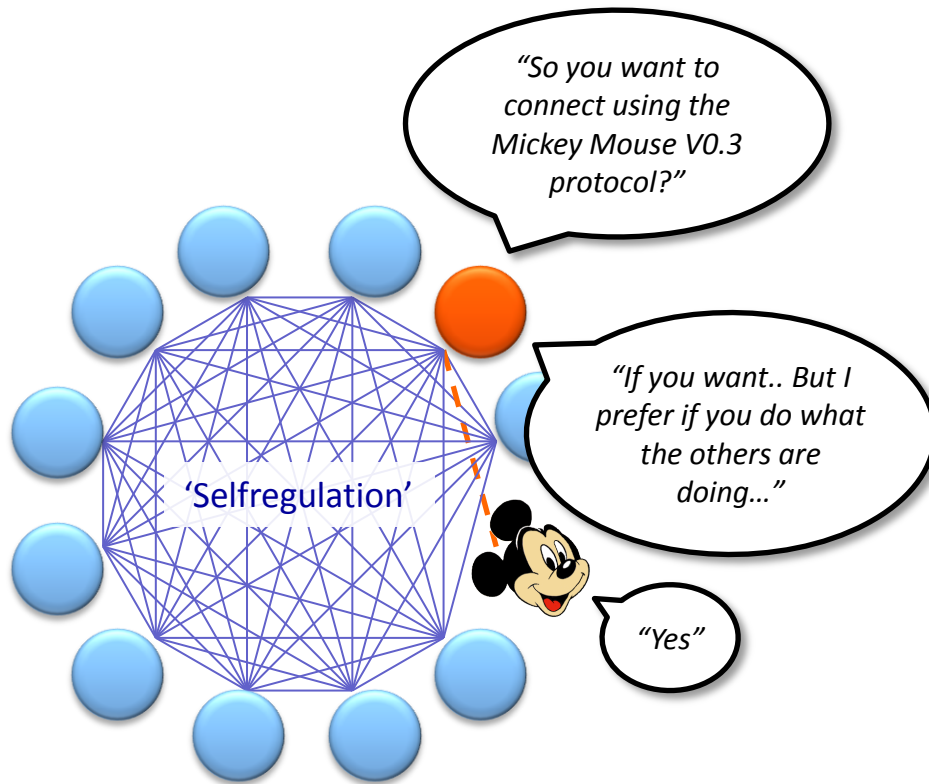 “So you want to
connect using the
Mickey Mouse V0.3
protocol?”
“If you want.. But I
prefer if you do what
the others are
doing…”
‘Selfregulation’
“Yes”